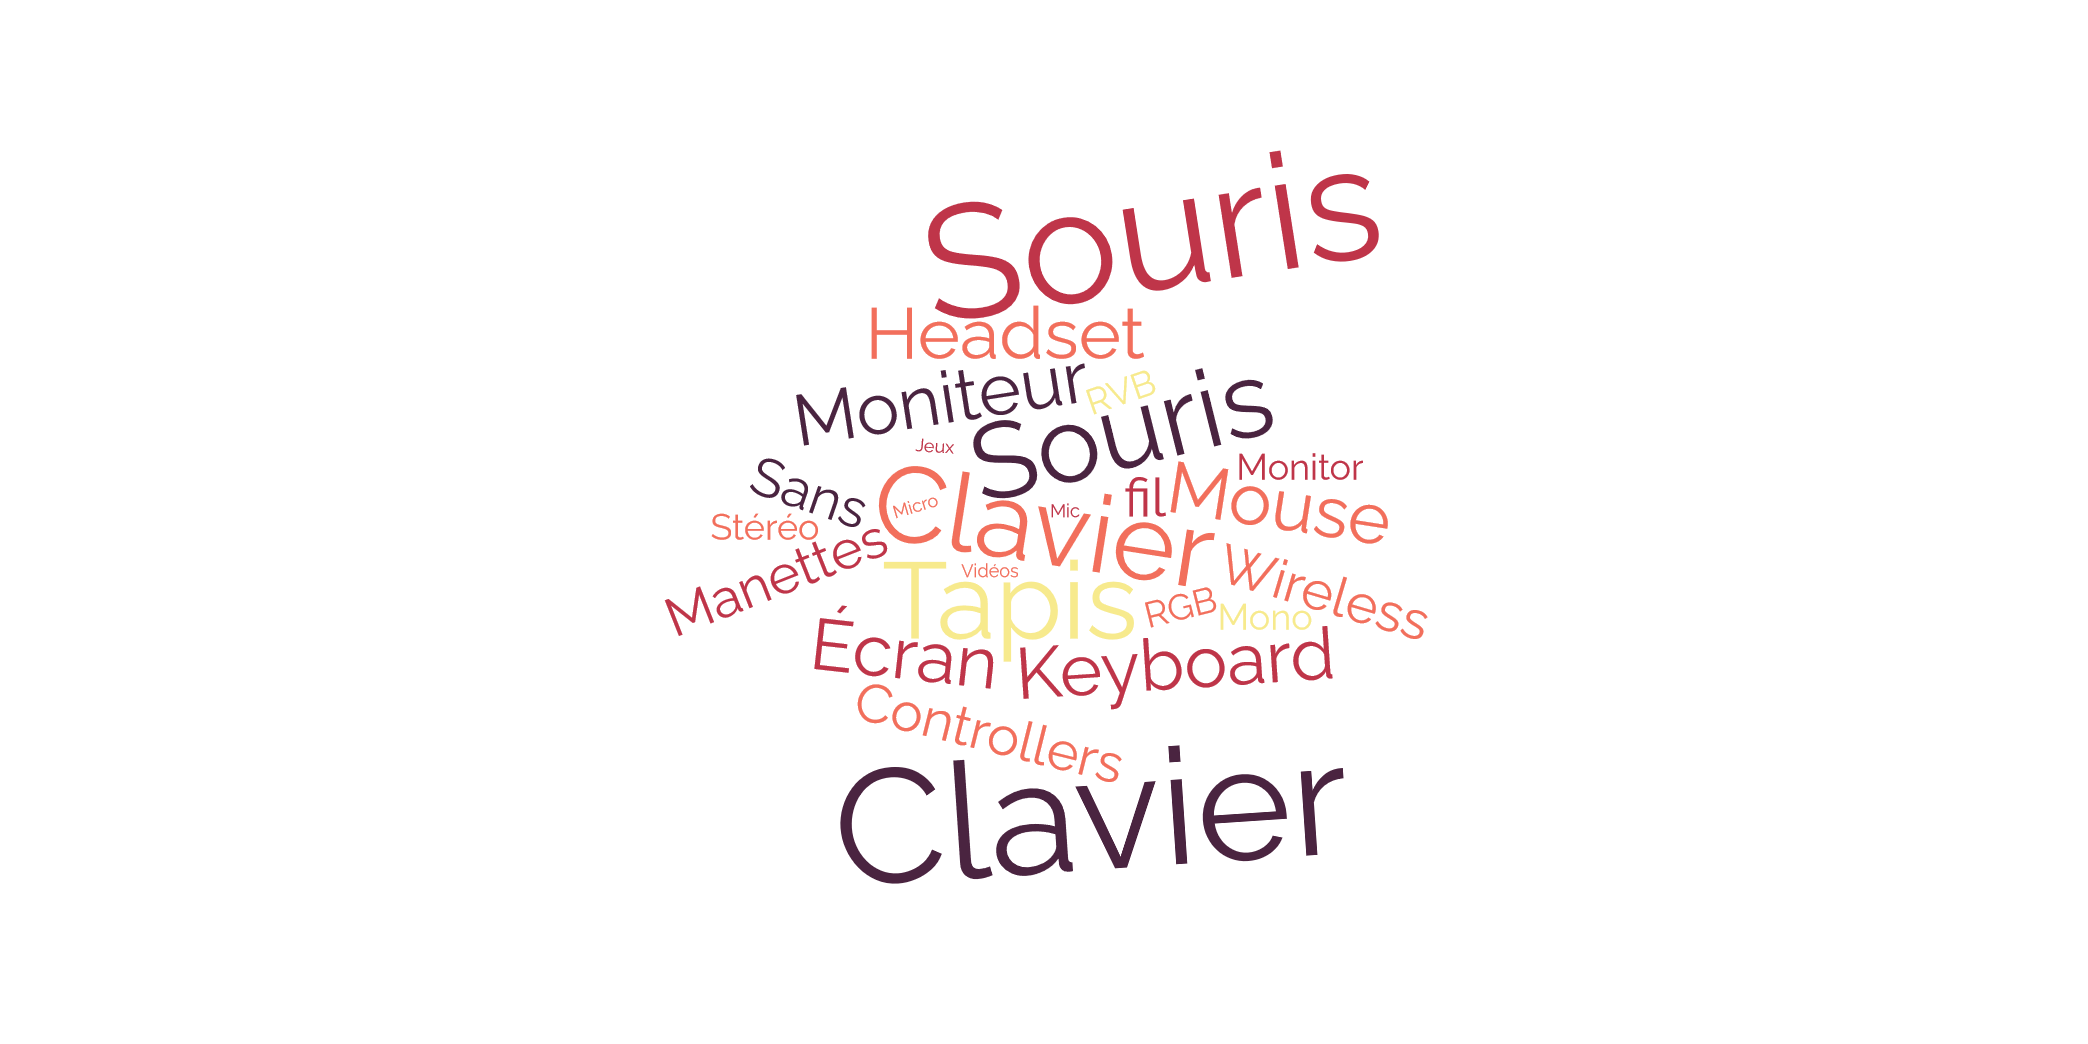 Souris
Headset
Moniteur
RVB
Souris
Jeux
Monitor
Sans
Clavier
Micro
Mic
fil
Mouse
Stéréo
Manettes
Tapis
Vidéos
Wireless
RGB
Mono
Écran
Keyboard
Controllers
Clavier